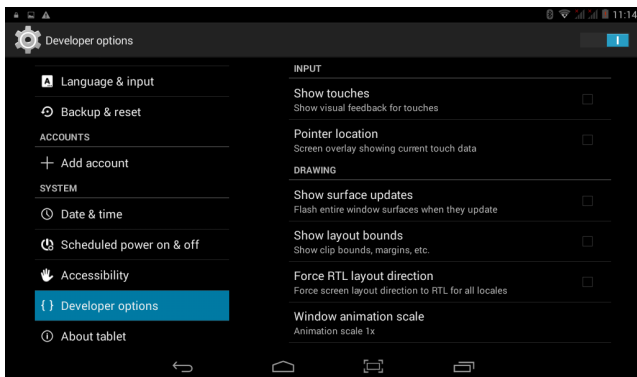 11:14
Developer options
Language & input
Backup & reset
ACCOUNTS
Add account
SYSTEM
Date & time
Scheduled power on & off
Accessibility
{ } Developer options
About tablet
INPUT
Show touches
Show visual feedback for touches
Pointer location
Screen overlay showing current touch data
DRAWING
Show surface updates
Flash entire window surfaces when they update
Show layout bounds
Show clip bounds, margins, etc.
Force RTL layout direction
Force screen layout direction to RTL for all locales
Window animation scale
Animation scale 1x